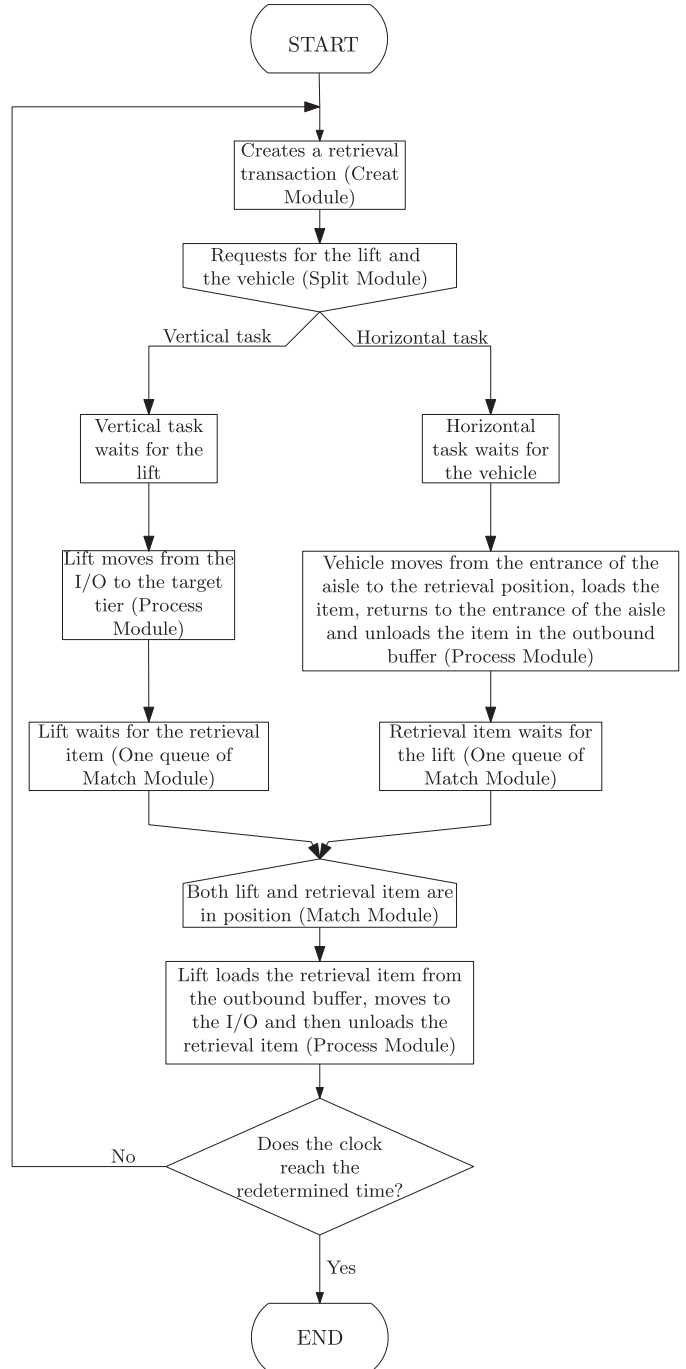 START
Creates a retrieval
transaction (Creat
Module)
Requests for the lift and
the vehicle (Split Module)
Vertical task
Horizontal task
Vertical task
waits for the
lift
Horizontal
task waits for
the vehicle
Lift moves from the
I/O to the target
tier (Process
Module)
Vehicle moves from the entrance of the
aisle to the retrieval position, loads the
item, returns to the entrance of the aisle
and unloads the item in the outbound
buffer (Process Module)
Lift waits for the retrieval
item (One queue of
Match Module)
Retrieval item waits for
the lift (One queue of
Match Module)
Both lift and retrieval item are
in position (Match Module)
Lift loads the retrieval item from
the outbound buffer, moves to
the I/O and then unloads the
retrieval item (Process Module)
Does the clock
reach the
redetermined time?
No
Yes
END